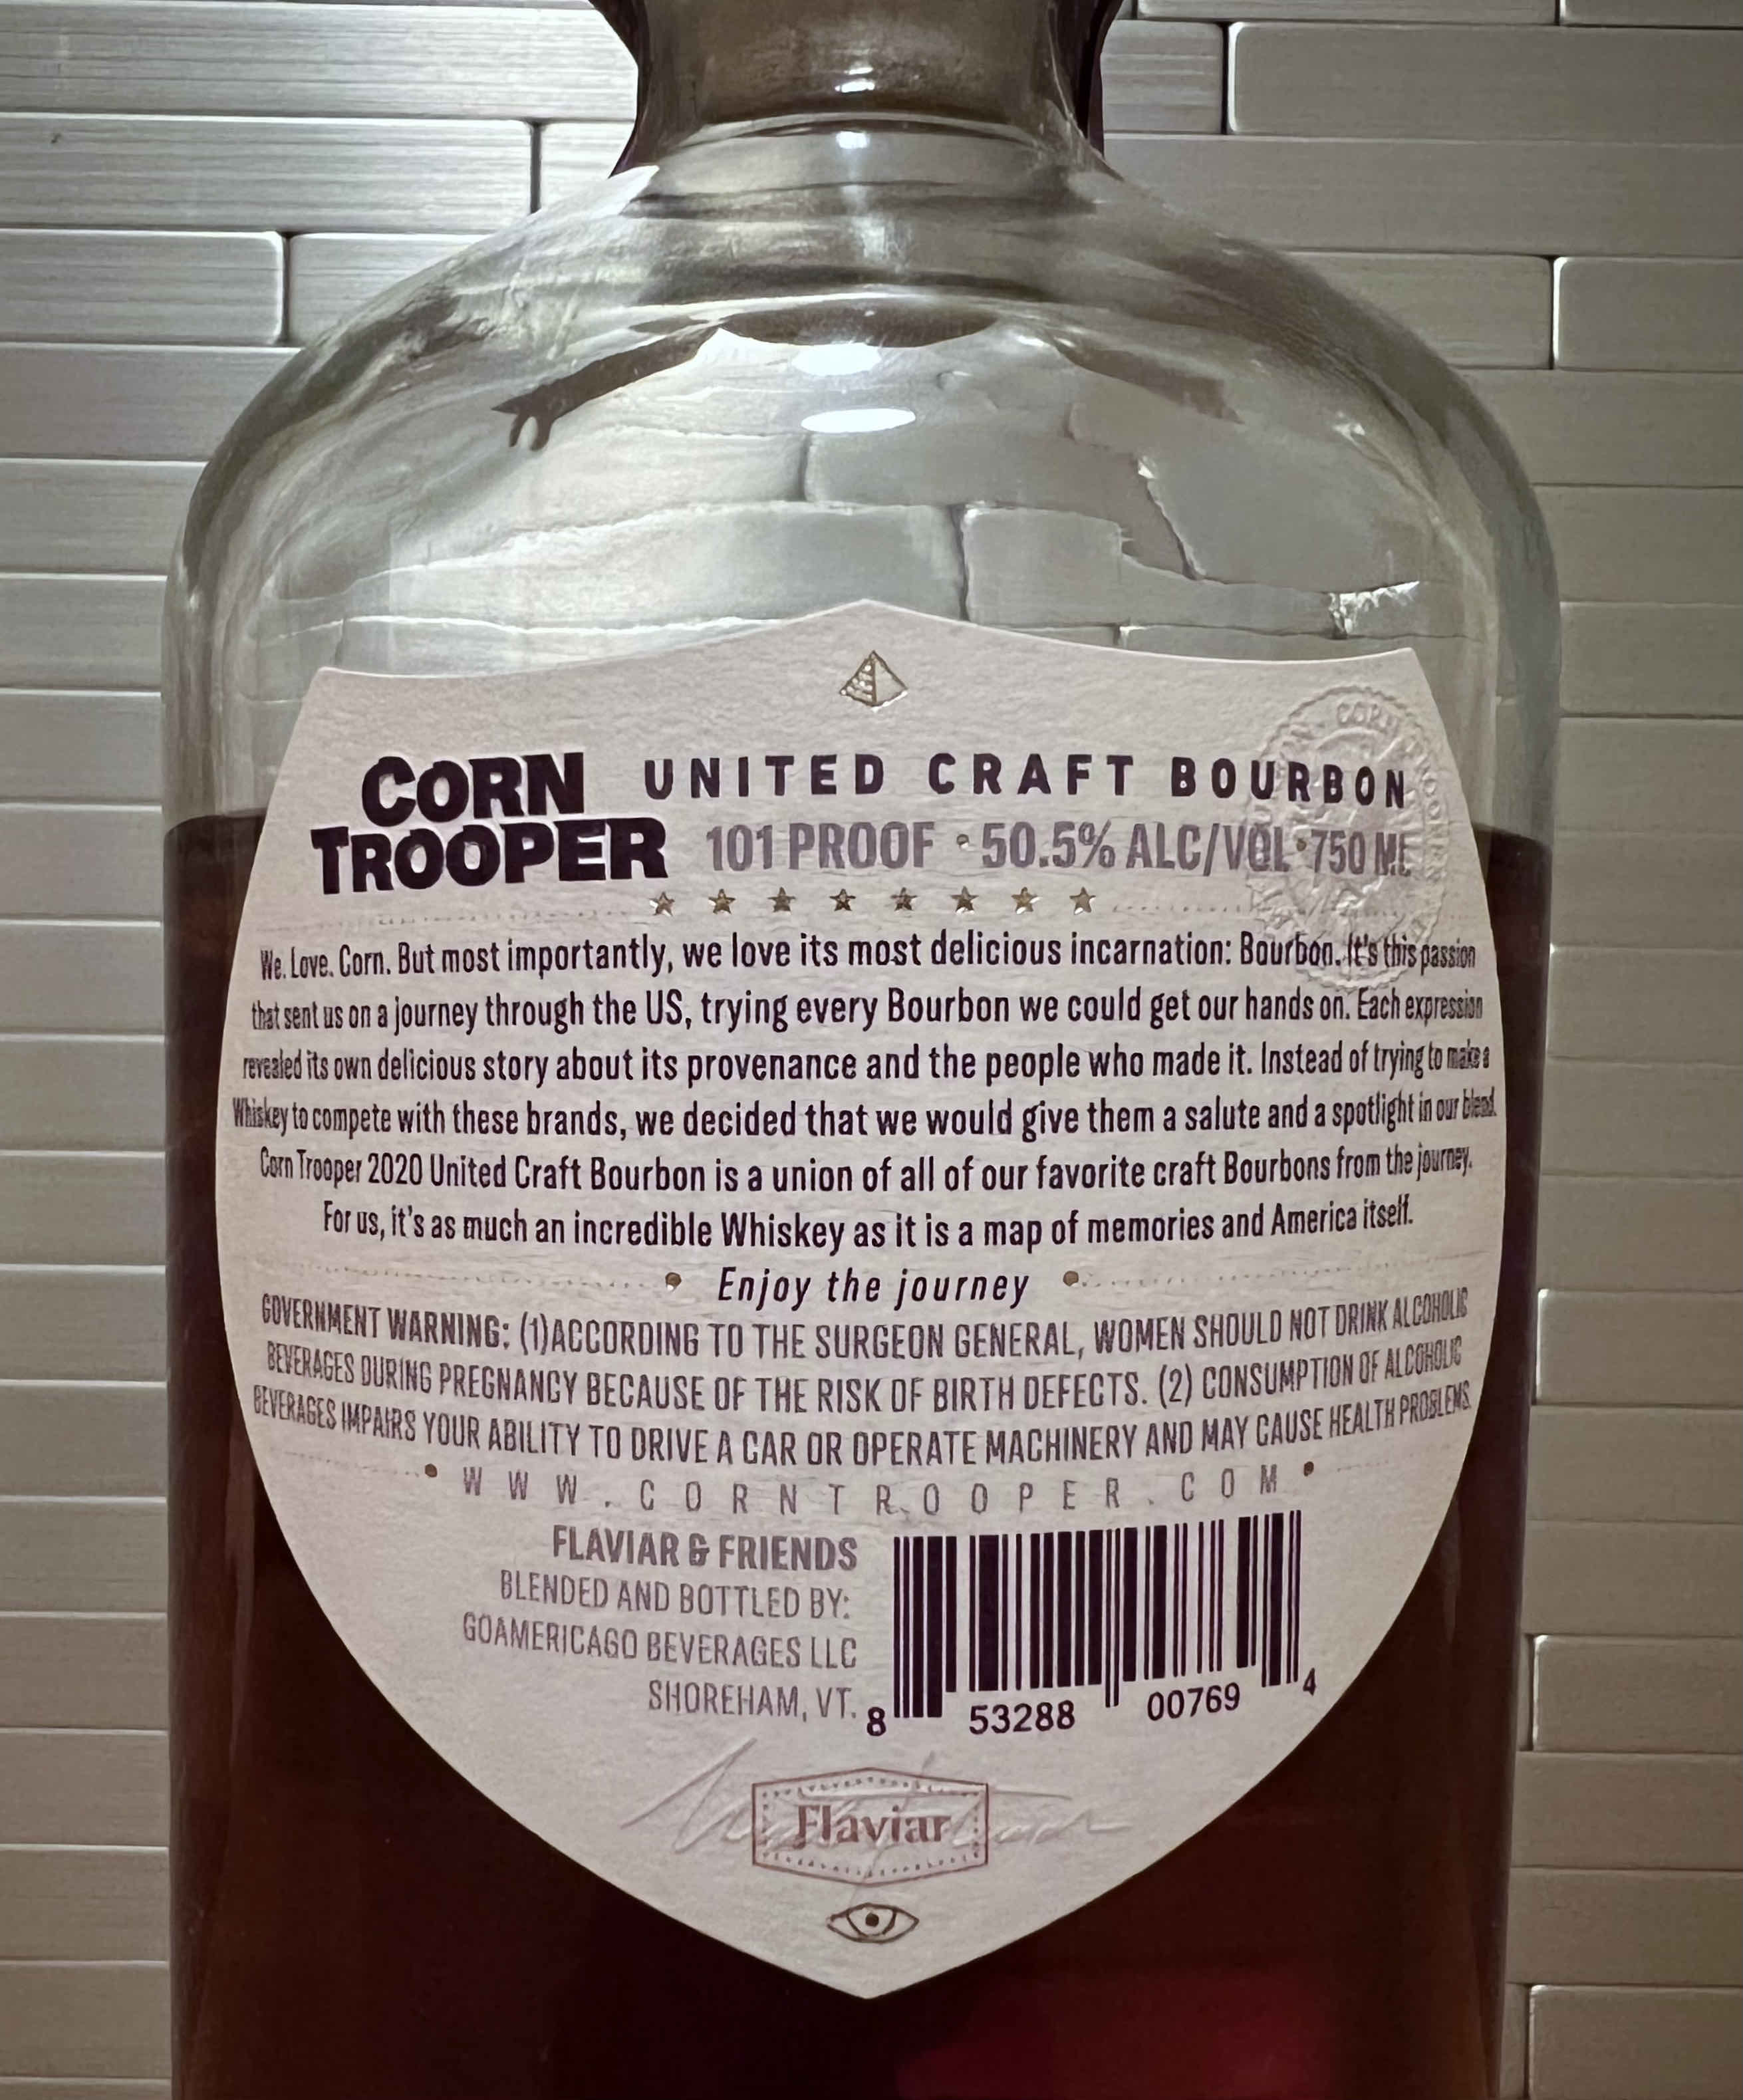 CORN TROOPER
UNITED CRAFT BOURBON
101 PROOF • 50.5% ALC/VOL • 750 ML
We. Love. Corn. But most importantly, we love its most delicious incarnation: Bourbon. It's this passion
that sent us on a journey through the US, trying every Bourbon we could get our hands on. Each expression
revealed its own delicious story about its provenance and the people who made it. Instead of trying to make a
Whiskey to compete with these brands, we decided that we would give them a salute and a spotlight in our blend.
Corn Trooper 2020 United Craft Bourbon is a union of all of our favorite craft Bourbons from the journey.
For us, it's as much an incredible Whiskey as it is a map of memories and America itself.
• Enjoy the journey •
GOVERNMENT WARNING: (1)ACCORDING TO THE SURGEON GENERAL, WOMEN SHOULD NOT DRINK ALCOHOLIC
BEVERAGES DURING PREGNANCY BECAUSE OF THE RISK OF BIRTH DEFECTS. (2) CONSUMPTION OF ALCOHOLIC
BEVERAGES IMPAIRS YOUR ABILITY TO DRIVE A CAR OR OPERATE MACHINERY AND MAY CAUSE HEALTH PROBLEMS.
• WWW.CORNTROOPER.COM •
FLAVIAR & FRIENDS
BLENDED AND BOTTLED BY:
GOAMERICAGO BEVERAGES LLC
SHOREHAM, VT.
8 53288 00769 4
Flaviar